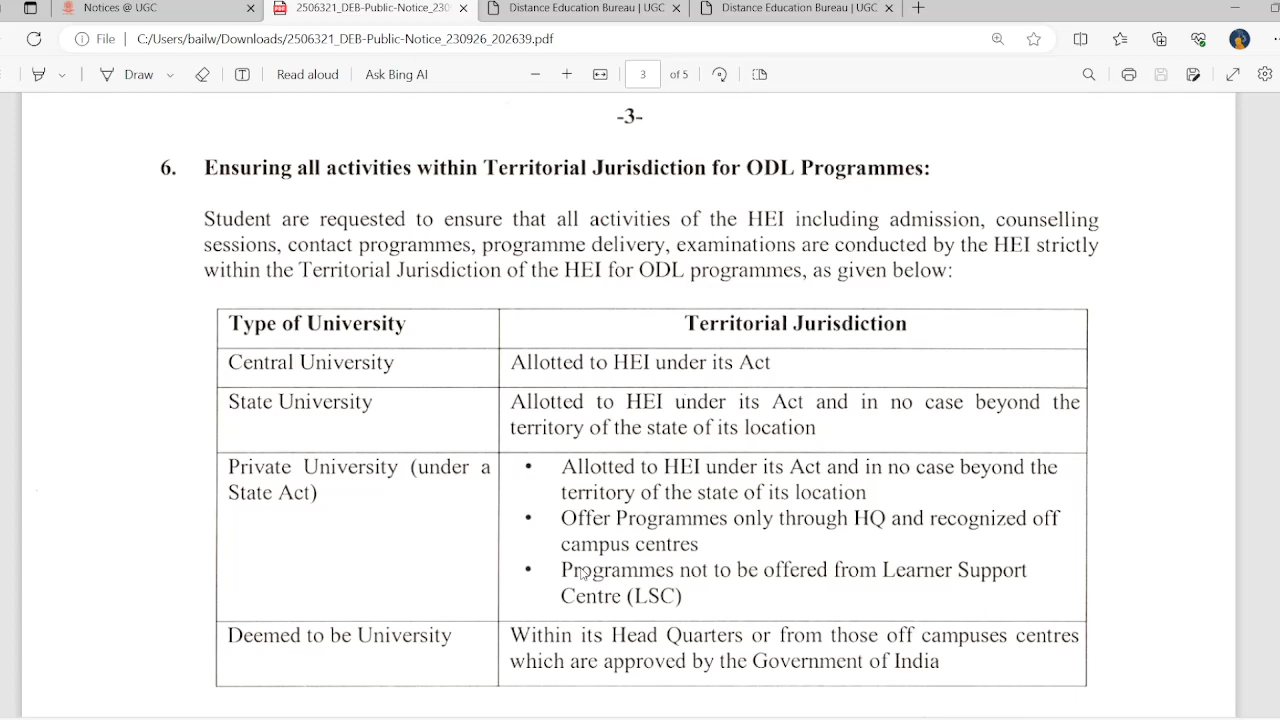 Notices @ UGC
2506321_DEB-Public-Notice_230
Distance Education Bureau | UGC
Distance Education Bureau | UGC
File
C:/Users/bailw/Downloads/2506321_DEB-Public-Notice_230926_202639.pdf
Draw
Read aloud
Ask Bing AI
3
of 5
-3-
6. Ensuring all activities within Territorial Jurisdiction for ODL Programmes:
Student are requested to ensure that all activities of the HEI including admission, counselling
sessions, contact programmes, programme delivery, examinations are conducted by the HEI strictly
within the Territorial Jurisdiction of the HEI for ODL programmes, as given below:
Type of University
Territorial Jurisdiction
Central University
Allotted to HEI under its Act
State University
Allotted to HEI under its Act and in no case beyond the
territory of the state of its location
Private University (under a
State Act)
• Allotted to HEI under its Act and in no case beyond the
territory of the state of its location
• Offer Programmes only through HQ and recognized off
campus centres
• Programmes not to be offered from Learner Support
Centre (LSC)
Deemed to be University
Within its Head Quarters or from those off campuses centres
which are approved by the Government of India